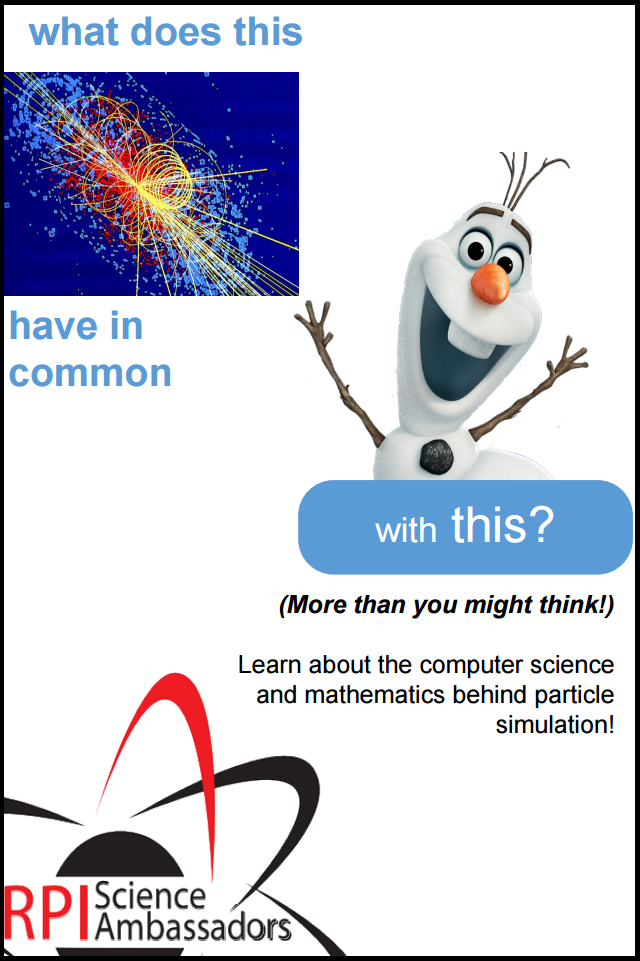 what does this
have in
common
with this?
(More than you might think!)
Learn about the computer science
and mathematics behind particle
simulation!
RPI Science
Ambassadors